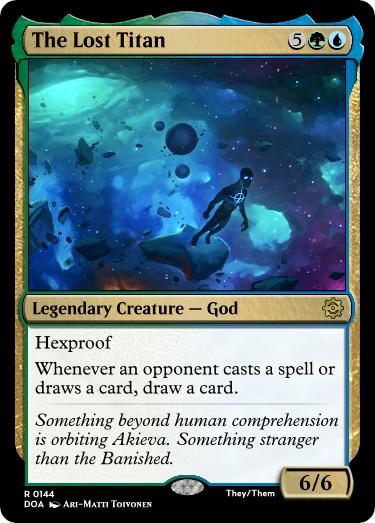 The Lost Titan 5
Legendary Creature — God
Hexproof
Whenever an opponent casts a spell or
draws a card, draw a card.
Something beyond human comprehension
is orbiting Akieva. Something stranger
than the Banished.
6/6
R 0144
DOA Ari-Matti Toivonen
They/Them